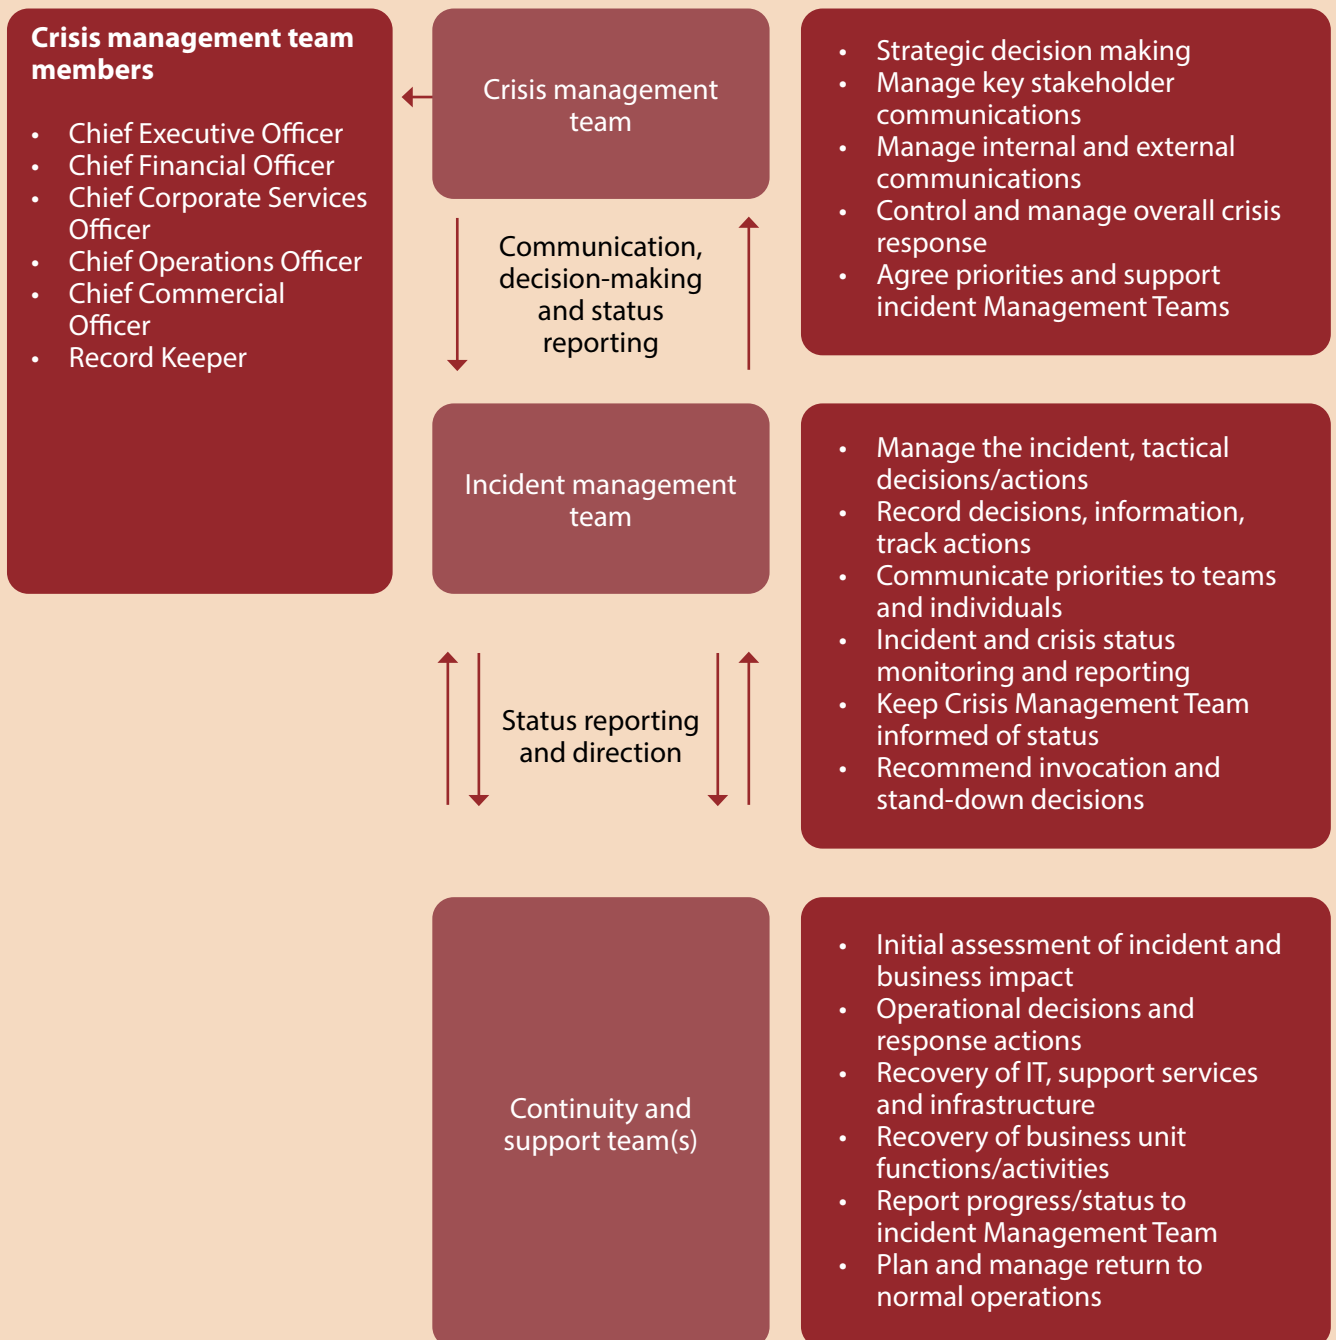 Crisis management team
members
• Chief Executive Officer
• Chief Financial Officer
• Chief Corporate Services
Officer
• Chief Operations Officer
• Chief Commercial
Officer
• Record Keeper
Crisis management
team
• Strategic decision making
• Manage key stakeholder
communications
• Manage internal and external
communications
• Control and manage overall crisis
response
• Agree priorities and support
incident Management Teams
Communication,
decision-making
and status
reporting
Incident management
team
• Manage the incident, tactical
decisions/actions
• Record decisions, information,
track actions
• Communicate priorities to teams
and individuals
• Incident and crisis status
monitoring and reporting
• Keep Crisis Management Team
informed of status
• Recommend invocation and
stand-down decisions
Status reporting
and direction
Continuity and
support team(s)
• Initial assessment of incident and
business impact
• Operational decisions and
response actions
• Recovery of IT, support services
and infrastructure
• Recovery of business unit
functions/activities
• Report progress/status to
incident Management Team
• Plan and manage return to
normal operations